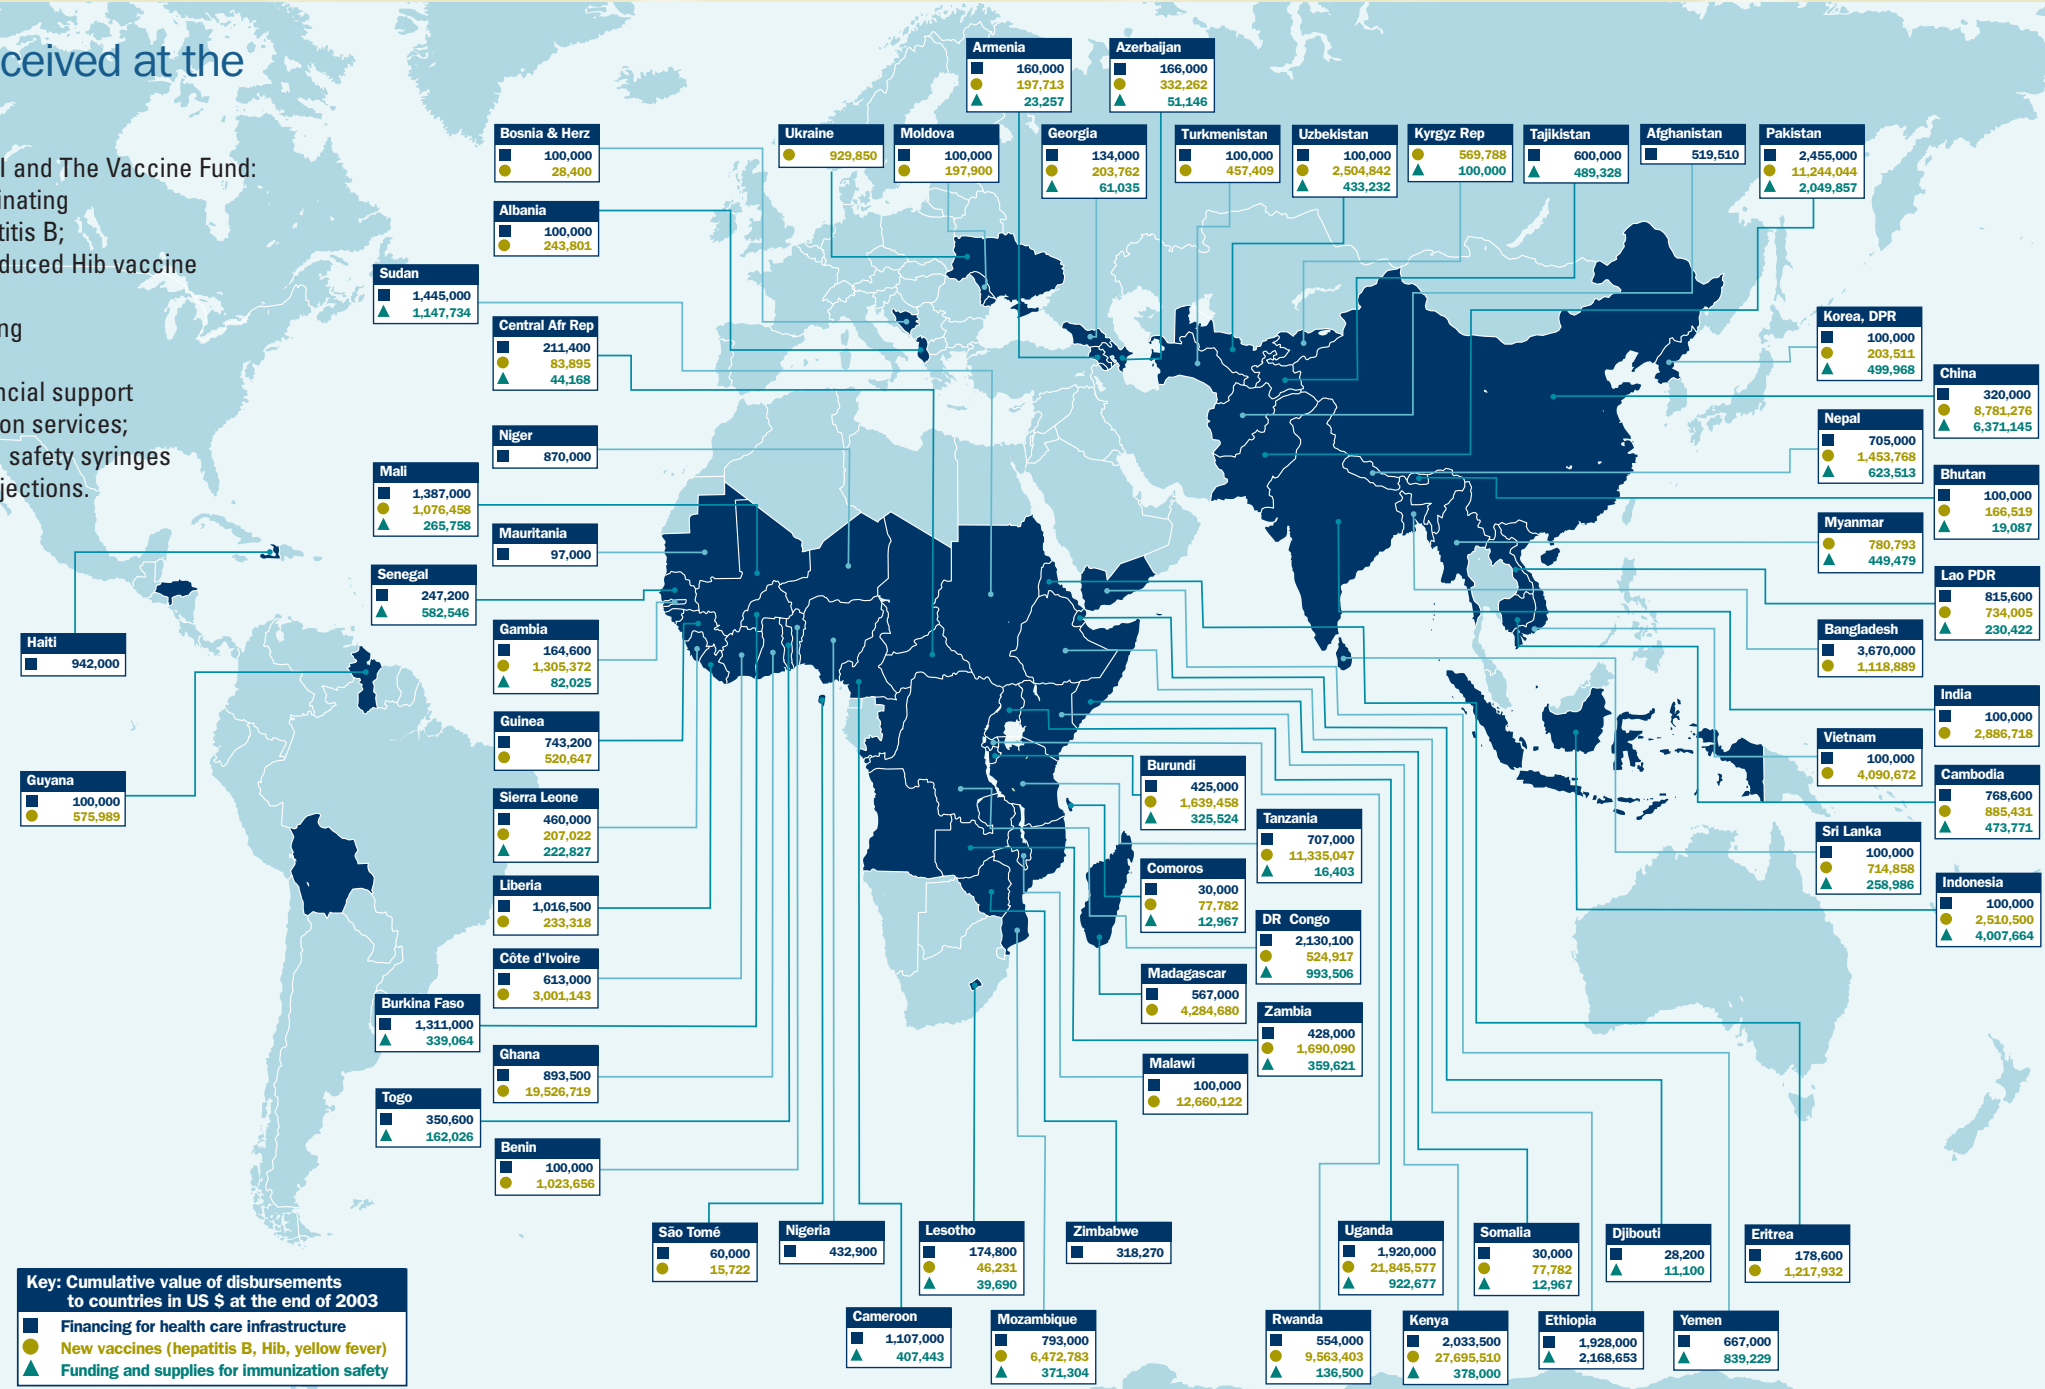 ceived at the
I and The Vaccine Fund:
inating
titis B;
duced Hib vaccine
ng
ncial support
on services;
safety syringes
jections.
Armenia
160,000
197,713
23,257
Azerbaijan
166,000
332,262
51,146
Bosnia & Herz
100,000
28,400
Ukraine
929,850
Moldova
100,000
197,900
Georgia
134,000
203,762
61,035
Turkmenistan
100,000
457,409
Uzbekistan
100,000
2,504,842
433,232
Kyrgyz Rep
569,788
100,000
Tajikistan
600,000
489,328
Afghanistan
519,510
Pakistan
2,455,000
11,244,044
2,049,857
Albania
100,000
243,801
Sudan
1,445,000
1,147,734
Central Afr Rep
211,400
83,895
44,168
Niger
870,000
Mali
1,387,000
1,076,458
265,758
Mauritania
97,000
Senegal
247,200
582,546
Gambia
164,600
1,305,372
82,025
Haiti
942,000
Guinea
743,200
520,647
Guyana
100,000
575,989
Sierra Leone
460,000
207,022
222,827
Liberia
1,016,500
233,318
Côte d'Ivoire
613,000
3,001,143
Burkina Faso
1,311,000
339,064
Ghana
893,500
19,526,719
Togo
350,600
162,026
Benin
100,000
1,023,656
Korea, DPR
100,000
203,511
499,968
China
320,000
8,781,276
6,371,145
Nepal
705,000
1,453,768
623,513
Bhutan
100,000
166,519
19,087
Myanmar
780,793
449,479
Lao PDR
815,600
734,005
230,422
Bangladesh
3,670,000
1,118,889
India
100,000
2,886,718
Vietnam
100,000
4,090,672
Cambodia
768,600
885,431
473,771
Sri Lanka
100,000
714,858
258,986
Indonesia
100,000
2,510,500
4,007,664
Burundi
425,000
1,639,458
325,524
Tanzania
707,000
11,335,047
16,403
Comoros
30,000
77,782
12,967
DR Congo
2,130,100
524,917
993,506
Madagascar
567,000
4,284,680
Zambia
428,000
1,690,090
359,621
Malawi
100,000
12,660,122
São Tomé
60,000
15,722
Nigeria
432,900
Lesotho
174,800
46,231
39,690
Zimbabwe
318,270
Uganda
1,920,000
21,845,577
922,677
Somalia
30,000
77,782
12,967
Djibouti
28,200
11,100
Eritrea
178,600
1,217,932
Cameroon
1,107,000
407,443
Mozambique
793,000
6,472,783
371,304
Rwanda
554,000
9,563,403
136,500
Kenya
2,033,500
27,695,510
378,000
Ethiopia
1,928,000
2,168,653
Yemen
667,000
839,229
Key: Cumulative value of disbursements
to countries in US $ at the end of 2003
Financing for health care infrastructure
New vaccines (hepatitis B, Hib, yellow fever)
Funding and supplies for immunization safety